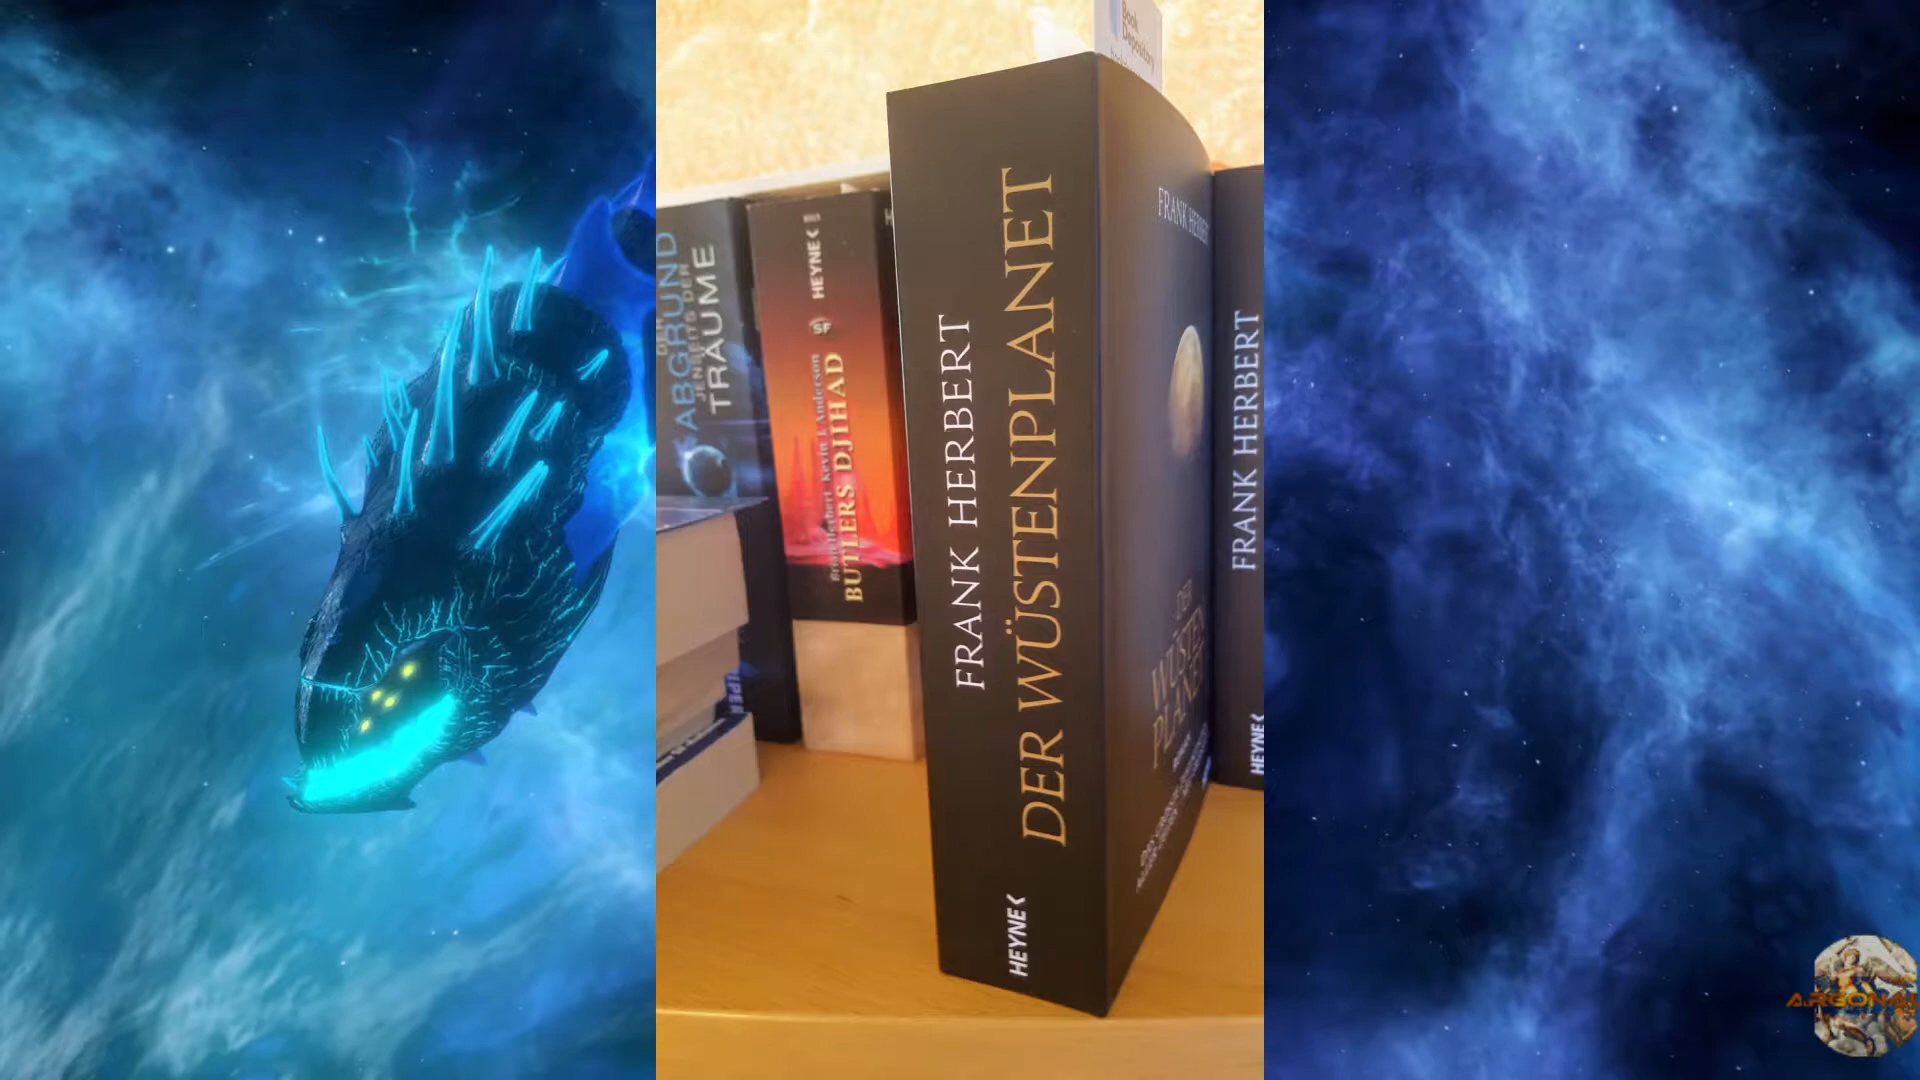 Book
Depository
DER
ABGRUND
JENSEITS DER
TRÄUME
HEYNE
SF
Brian Herbert Kevin J. Anderson
BUTLERS DJIHAD
FRANK HERBERT
DER WÜSTENPLANET
HEYNE
FRANK HERBERT
DER
WÜSTEN
PLANET
FRANK HERBERT
HEYNE
PIPER